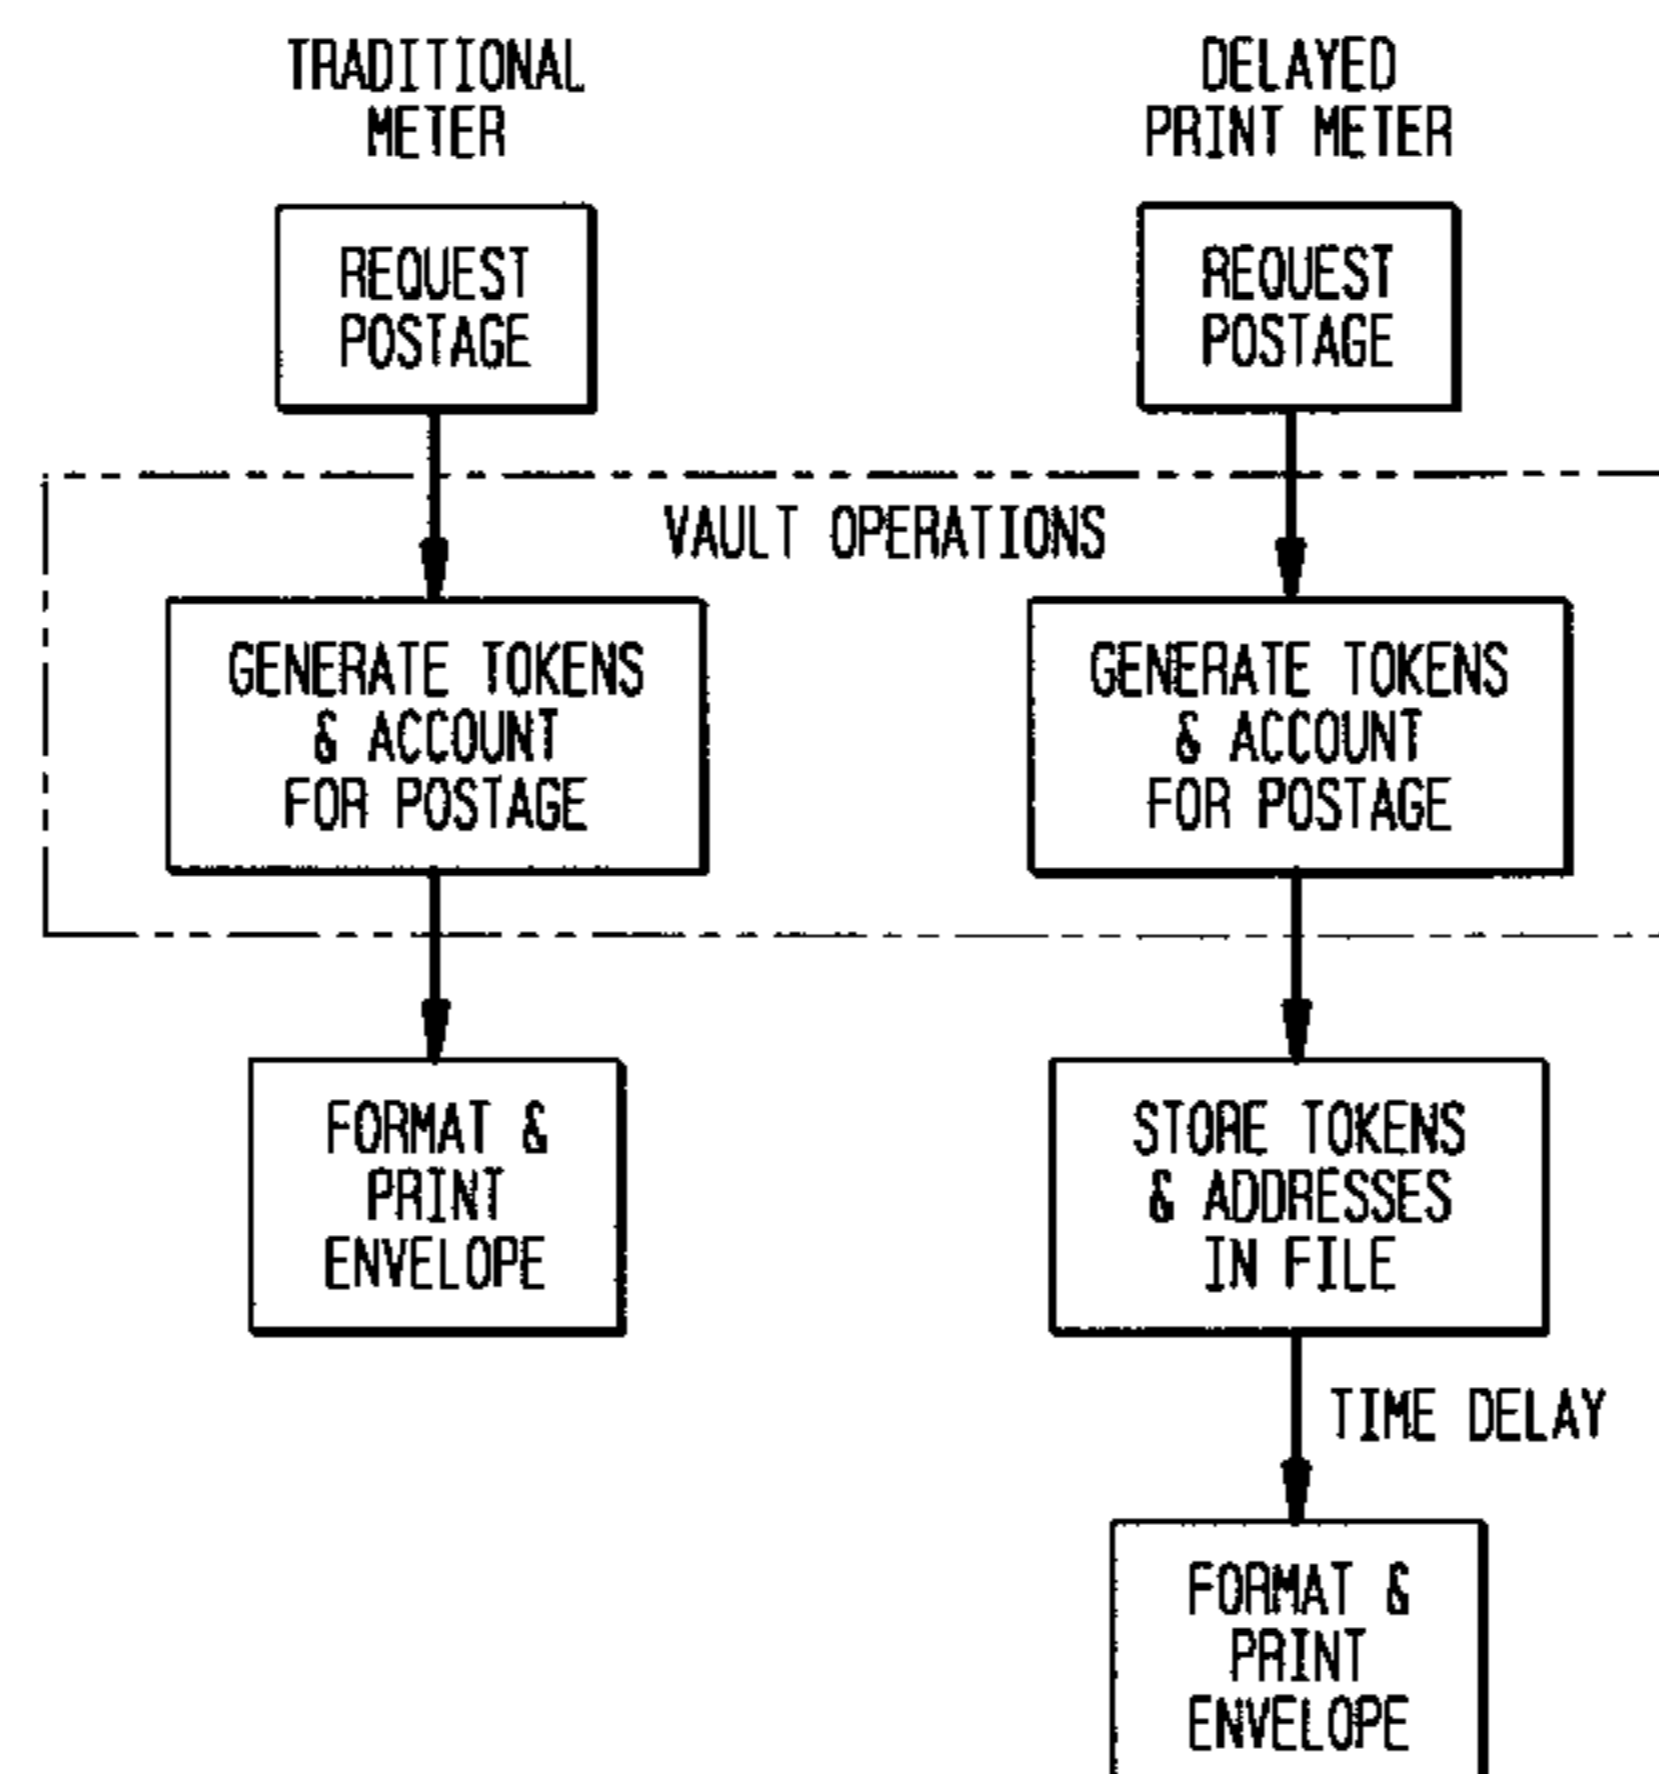 TRADITIONAL
METER
REQUEST
POSTAGE
GENERATE TOKENS
& ACCOUNT
FOR POSTAGE
FORMAT &
PRINT
ENVELOPE
VAULT OPERATIONS
DELAYED
PRINT METER
REQUEST
POSTAGE
GENERATE TOKENS
& ACCOUNT
FOR POSTAGE
STORE TOKENS
& ADDRESSES
IN FILE
TIME DELAY
FORMAT &
PRINT
ENVELOPE